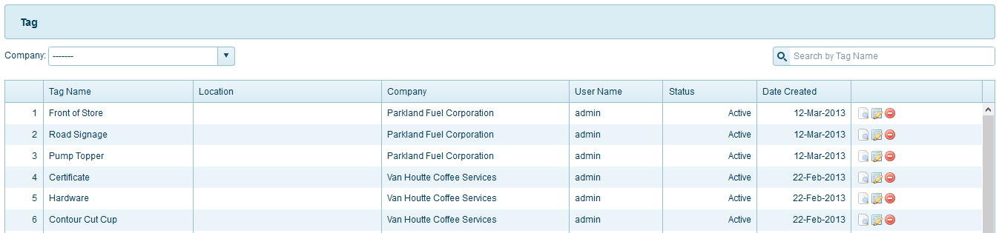 Tag
Company: -------
Search by Tag Name
Tag Name Location Company User Name Status Date Created
1 Front of Store Parkland Fuel Corporation admin Active 12-Mar-2013
2 Road Signage Parkland Fuel Corporation admin Active 12-Mar-2013
3 Pump Topper Parkland Fuel Corporation admin Active 12-Mar-2013
4 Certificate Van Houtte Coffee Services admin Active 22-Feb-2013
5 Hardware Van Houtte Coffee Services admin Active 22-Feb-2013
6 Contour Cut Cup Van Houtte Coffee Services admin Active 22-Feb-2013